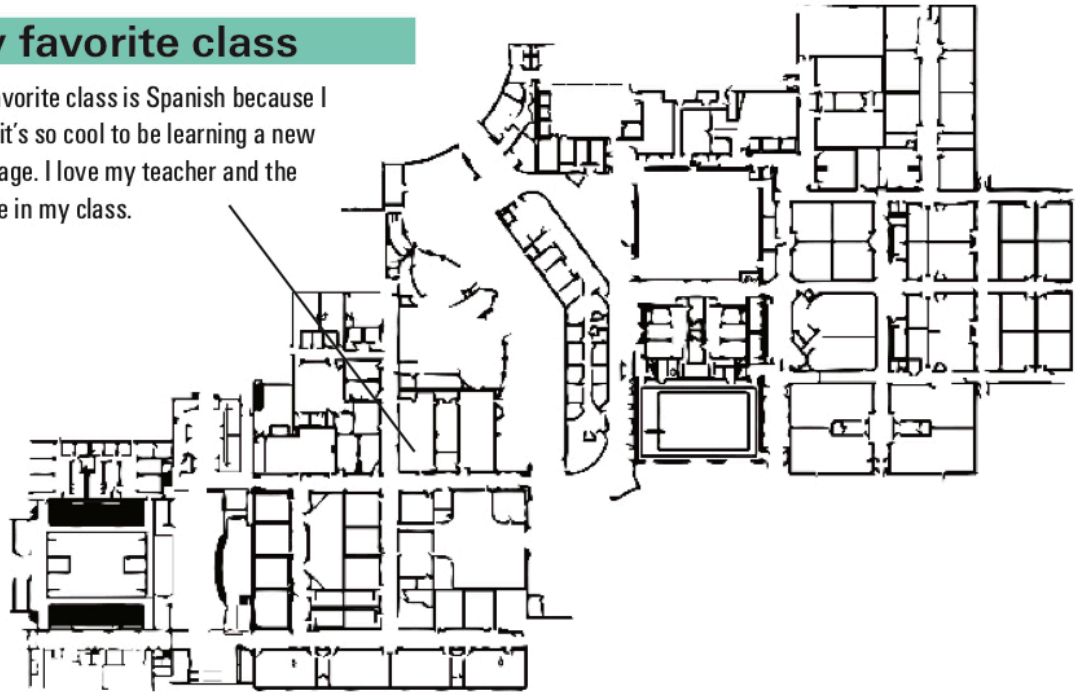 y favorite class
avorite class is Spanish because I
it's so cool to be learning a new
age. I love my teacher and the
e in my class.